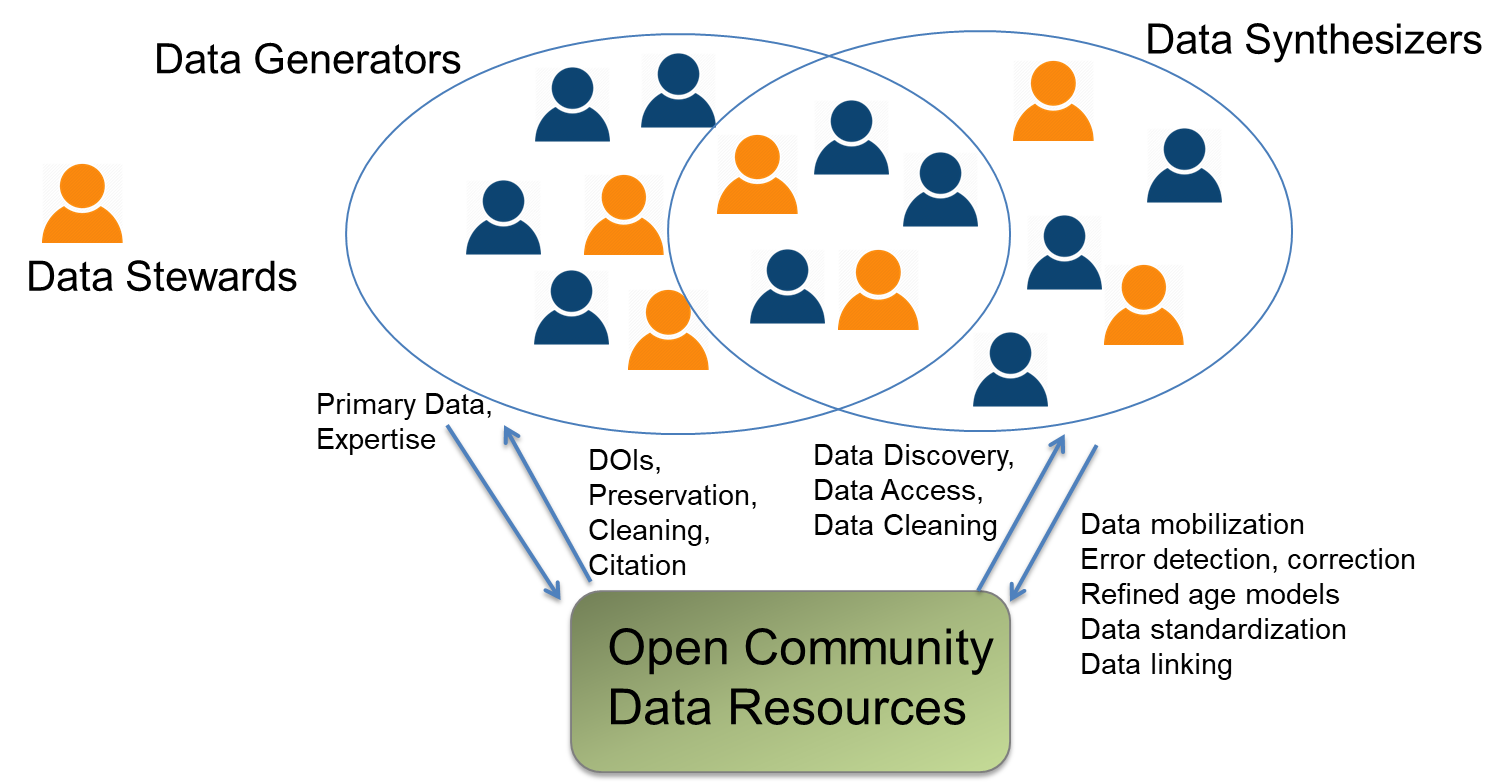 Data Generators
Data Synthesizers
Data Stewards
Primary Data,
Expertise
DOIs,
Preservation,
Cleaning,
Citation
Data Discovery,
Data Access,
Data Cleaning
Data mobilization
Error detection, correction
Refined age models
Data standardization
Data linking
Open Community
Data Resources